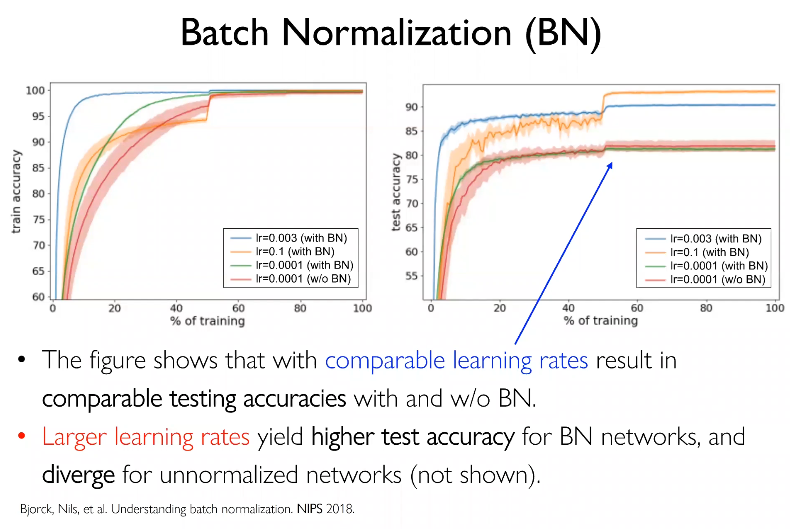 Batch Normalization (BN)
train accuracy
100
95
90
85
80
75
70
65
60
0
20
40
60
80
100
% of training
lr=0.003 (with BN)
lr=0.1 (with BN)
lr=0.0001 (with BN)
lr=0.0001 (w/o BN)
test accuracy
90
85
80
75
70
65
60
55
0
20
40
60
80
100
% of training
lr=0.003 (with BN)
lr=0.1 (with BN)
lr=0.0001 (with BN)
lr=0.0001 (w/o BN)
• The figure shows that with comparable learning rates result in
comparable testing accuracies with and w/o BN.
• Larger learning rates yield higher test accuracy for BN networks, and
diverge for unnormalized networks (not shown).
Bjorck, Nils, et al. Understanding batch normalization. NIPS 2018.